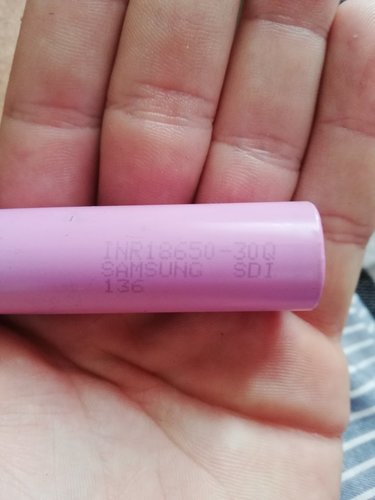 INR18650-30Q
SAMSUNG SDI
136